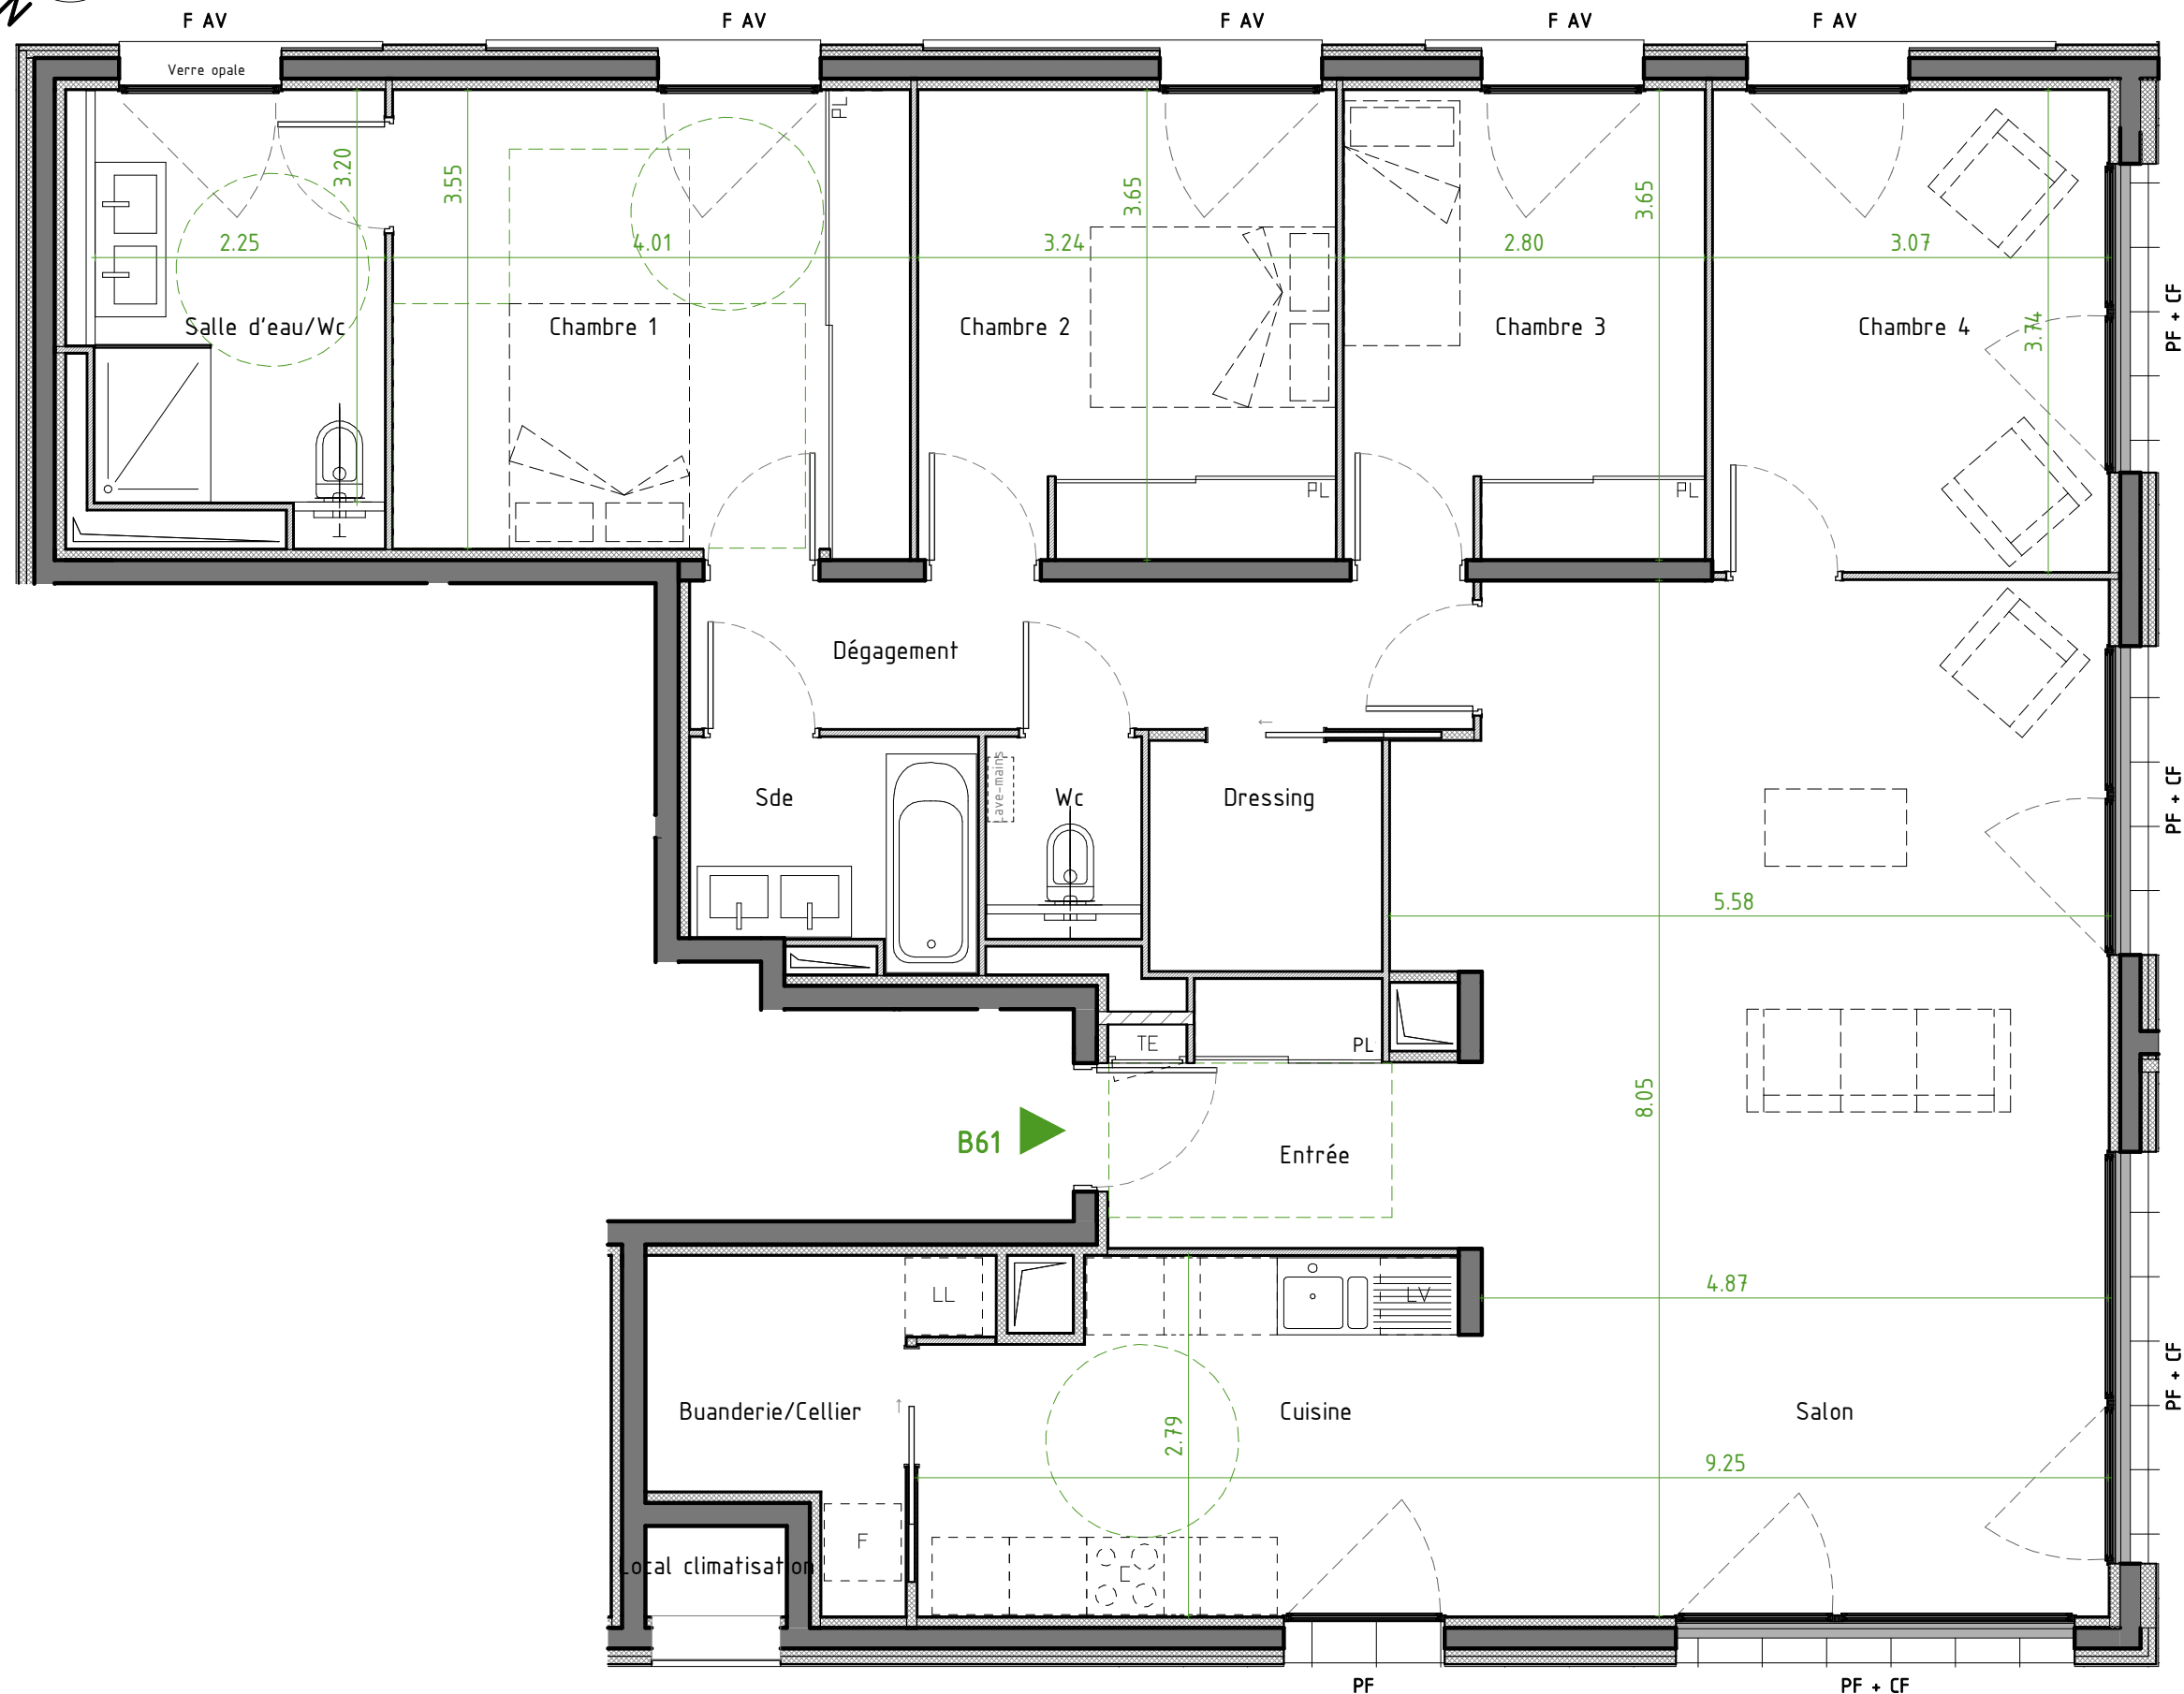 N
F AV
F AV
F AV
F AV
F AV
Verre opale
PL
3.20
3.55
3.65
3.65
2.25
4.01
3.24
2.80
3.07
Salle d'eau/Wc
Chambre 1
Chambre 2
Chambre 3
Chambre 4
3.74
PF + CF
PL
PL
Dégagement
Sde
Lave-mains
Wc
Dressing
PF + CF
5.58
TE
PL
8.05
B61
Entrée
LL
LV
4.87
Buanderie/Cellier
2.79
Cuisine
Salon
PF + CF
9.25
F
C
Local climatisation
PF
PF + CF